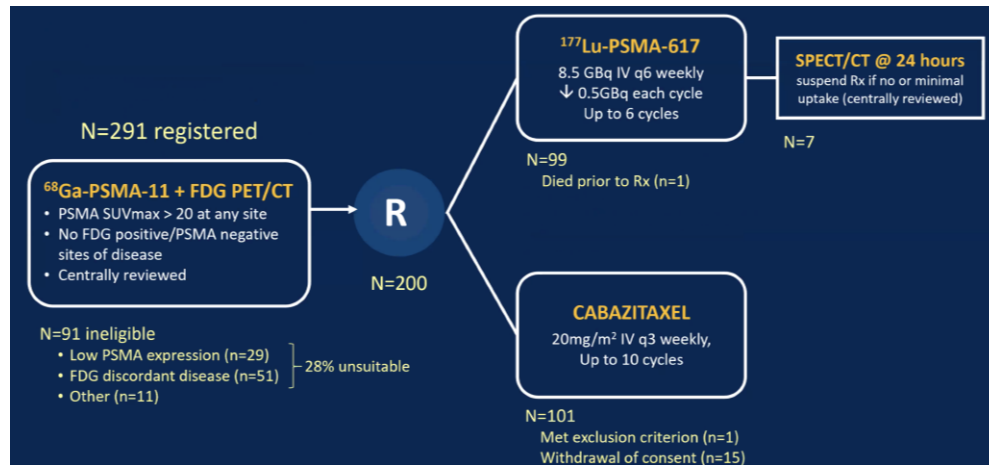 N=291 registered
⁶⁸Ga-PSMA-11 + FDG PET/CT
• PSMA SUVmax > 20 at any site
• No FDG positive/PSMA negative
sites of disease
• Centrally reviewed
N=91 ineligible
• Low PSMA expression (n=29)
• FDG discordant disease (n=51)
• Other (n=11)
28% unsuitable
R
N=200
¹⁷⁷Lu-PSMA-617
8.5 GBq IV q6 weekly
↓ 0.5GBq each cycle
Up to 6 cycles
N=99
Died prior to Rx (n=1)
SPECT/CT @ 24 hours
suspend Rx if no or minimal
uptake (centrally reviewed)
N=7
CABAZITAXEL
20mg/m² IV q3 weekly,
Up to 10 cycles
N=101
Met exclusion criterion (n=1)
Withdrawal of consent (n=15)